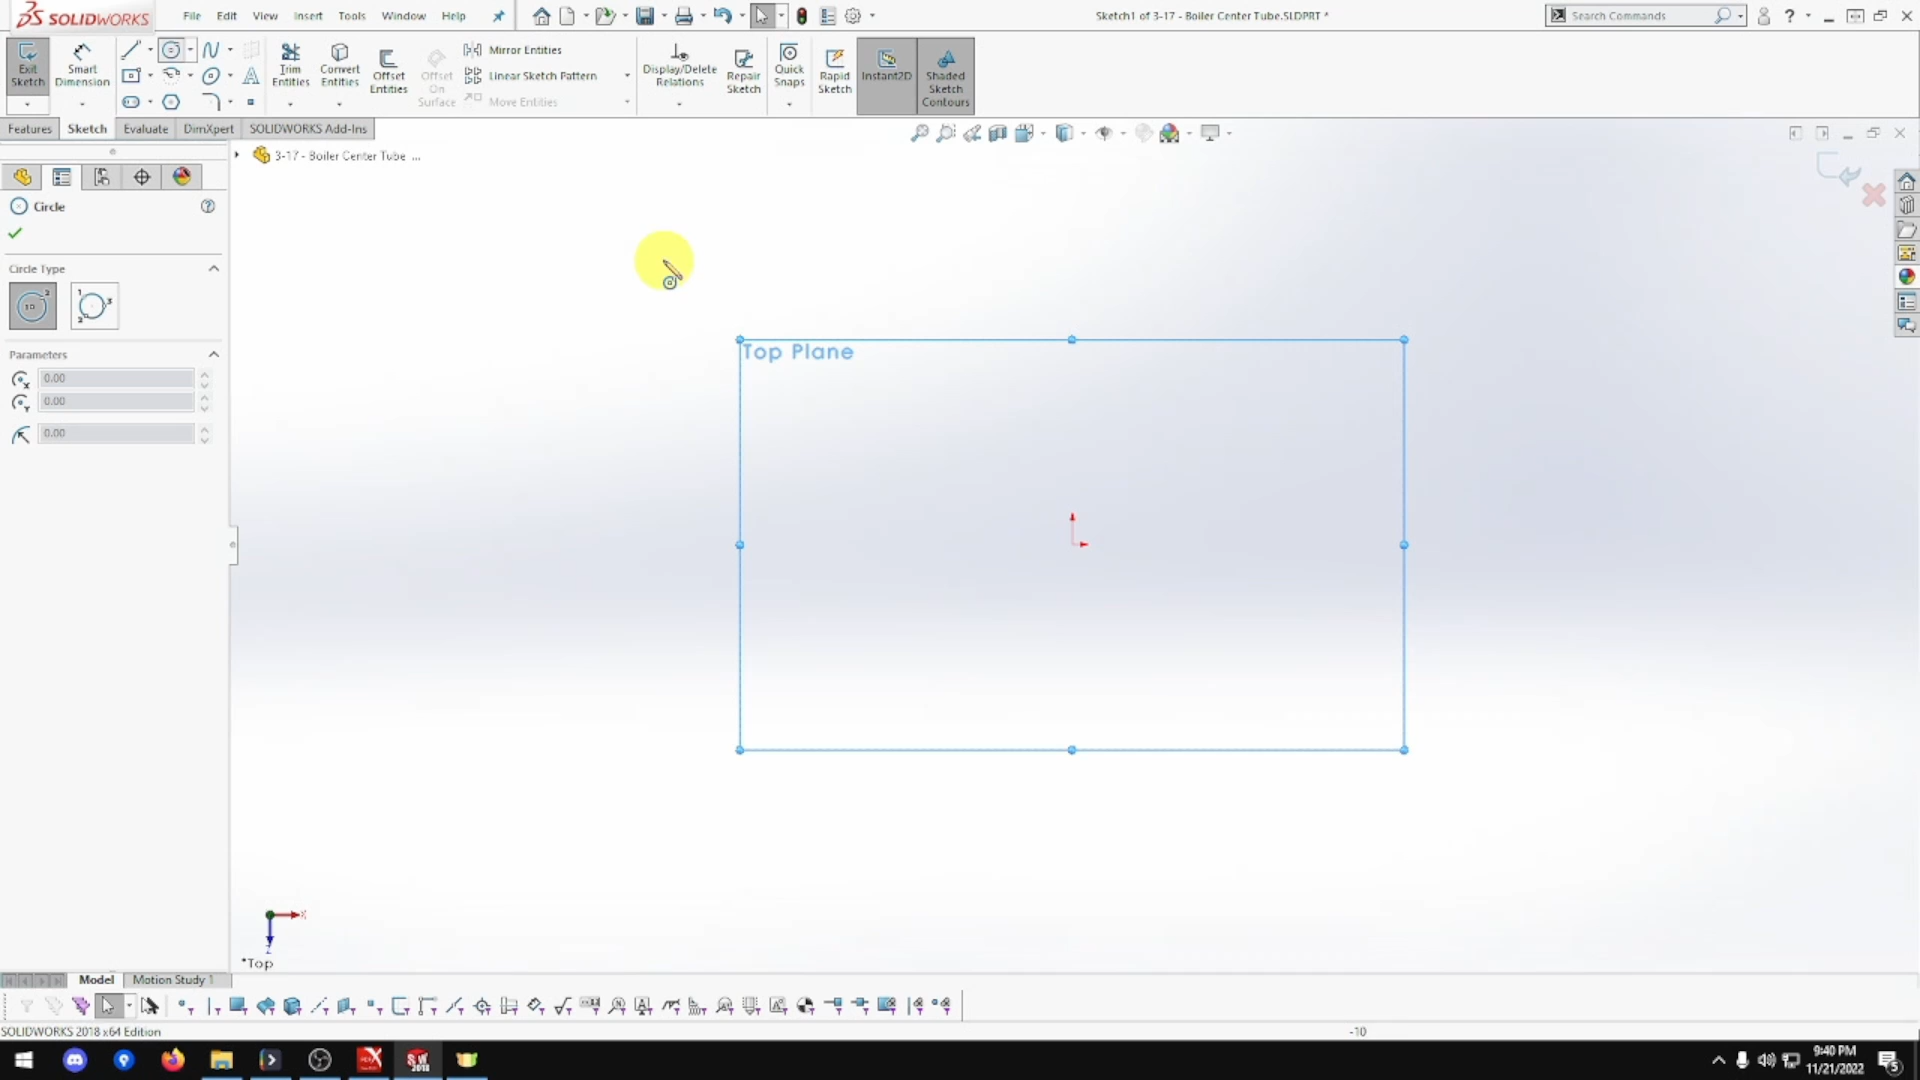 SOLIDWORKS
File Edit View Insert Tools Window Help
Sketch1 of 3-17 - Boiler Center Tube.SLDPRT *
Search Commands
Exit Sketch
Smart Dimension
Trim Entities
Convert Entities
Offset Entities
Offset On Surface
Mirror Entities
Linear Sketch Pattern
Move Entities
Display/Delete Relations
Repair Sketch
Quick Snaps
Rapid Sketch
Instant2D
Shaded Sketch Contours
Features Sketch Evaluate DimXpert SOLIDWORKS Add-Ins
3-17 - Boiler Center Tube ...
Circle
Circle Type
Parameters
0.00
0.00
0.00
Top Plane
*Top
Model Motion Study 1
SOLIDWORKS 2018 x64 Edition
-10
9:40 PM
11/21/2022